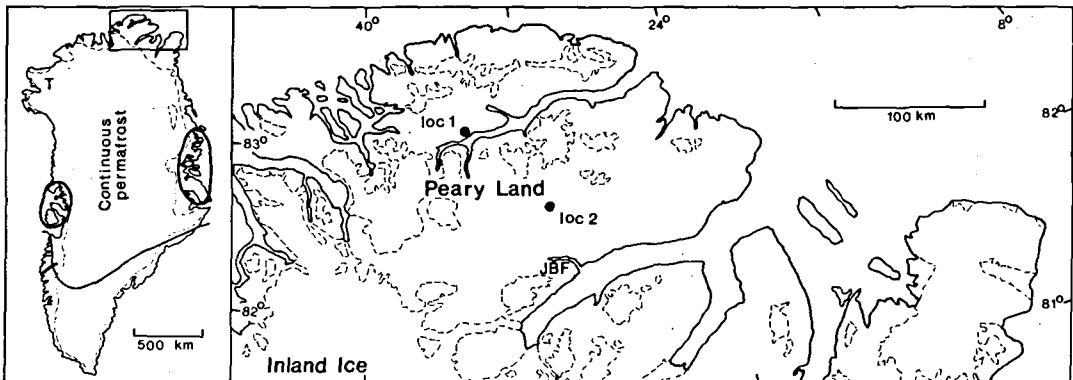 T
Continuous
permafrost
500 km
40°
24°
8°
82°
100 km
loc 1
83°
Peary Land
loc 2
JBF
82°
81°
Inland Ice